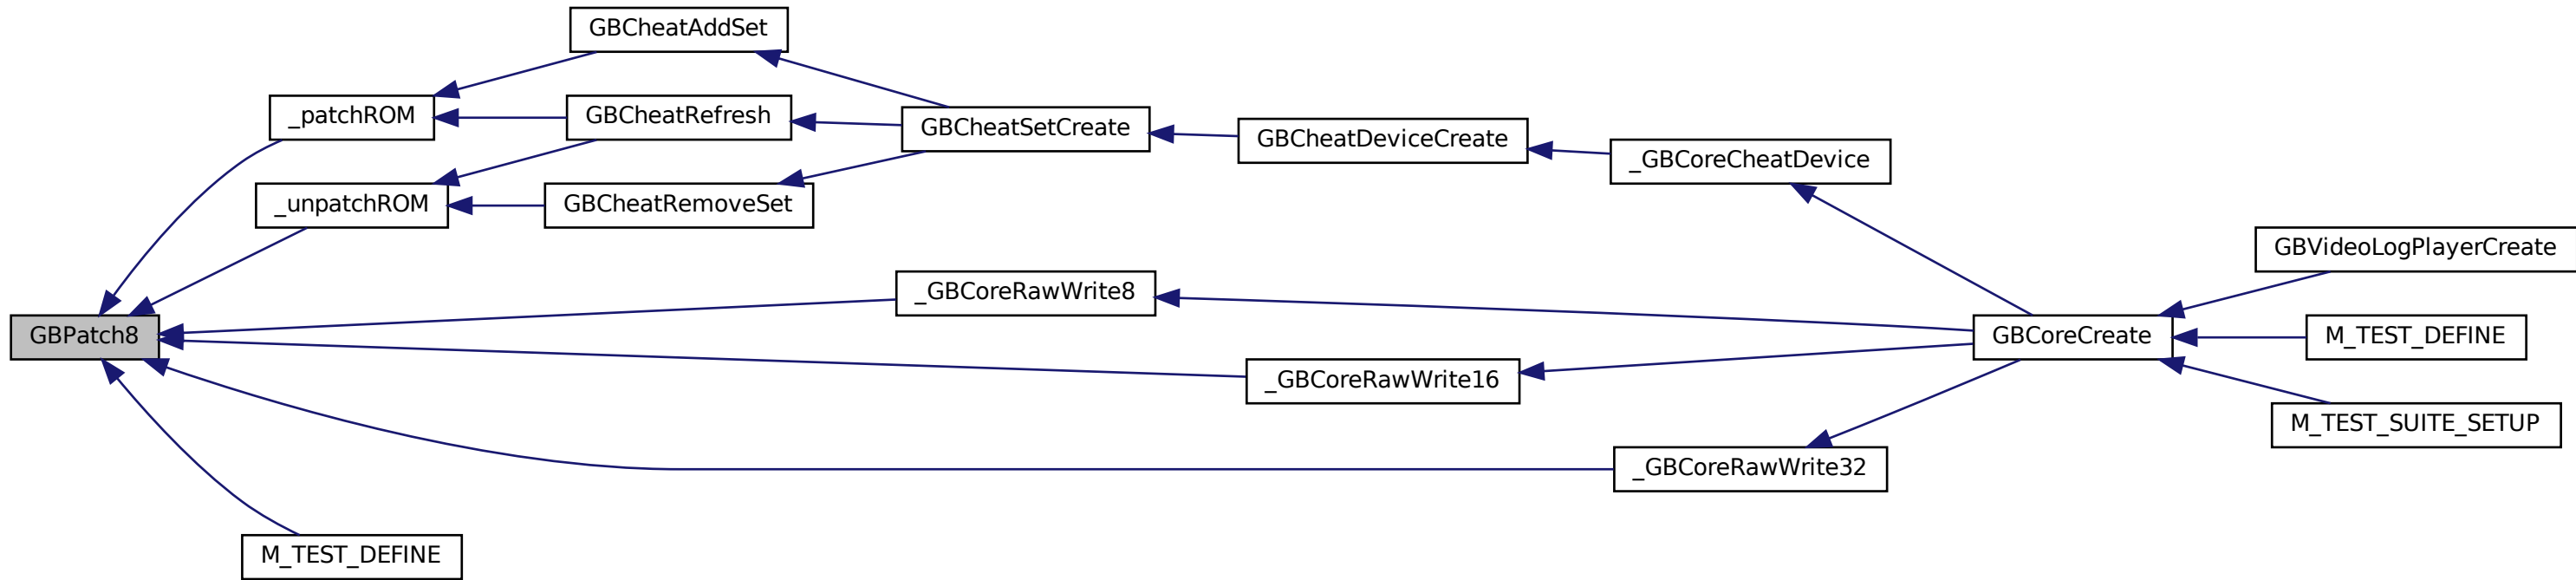 GBCheatAddSet
_patchROM
GBCheatRefresh
GBCheatSetCreate
GBCheatDeviceCreate
_GBCoreCheatDevice
_unpatchROM
GBCheatRemoveSet
GBVideoLogPlayerCreate
_GBCoreRawWrite8
GBPatch8
GBCoreCreate
M_TEST_DEFINE
_GBCoreRawWrite16
M_TEST_SUITE_SETUP
_GBCoreRawWrite32
M_TEST_DEFINE